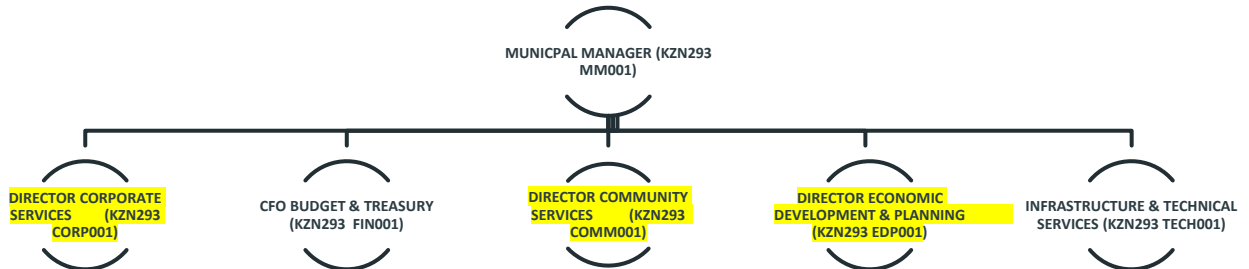 MUNICPAL MANAGER (KZN293
MM001)
DIRECTOR CORPORATE
SERVICES (KZN293
CORP001)
CFO BUDGET & TREASURY
(KZN293 FIN001)
DIRECTOR COMMUNITY
SERVICES (KZN293
COMM001)
DIRECTOR ECONOMIC
DEVELOPMENT & PLANNING
(KZN293 EDP001)
INFRASTRUCTURE & TECHNICAL
SERVICES (KZN293 TECH001)